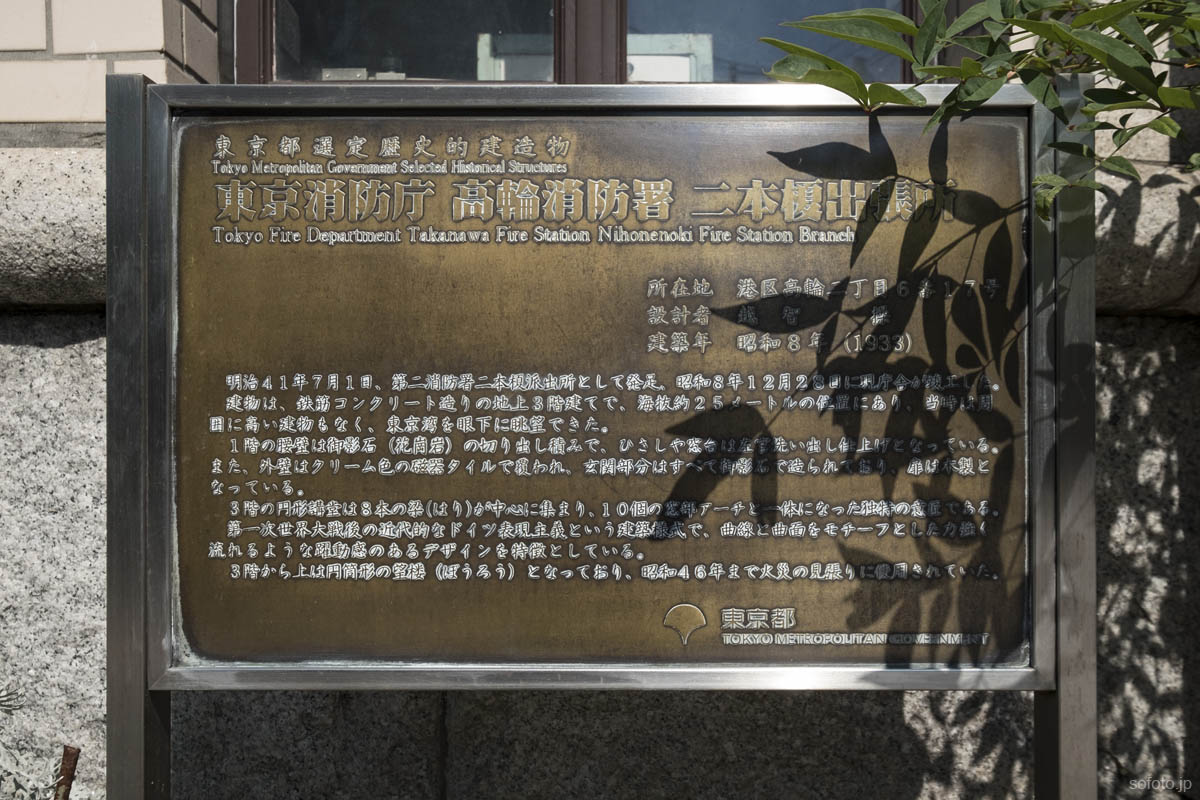 東京都選定歴史的建造物
Tokyo Metropolitan Government Selected Historical Structures
東京消防庁 高輪消防署 二本榎出張所
Tokyo Fire Department Takanawa Fire Station Nihonenoki Fire Station Branch
所在地 港区高輪二丁目6番17号
設計者 越智 操
建築年 昭和8年 (1933)
明治41年7月1日、第二消防署二本榎派出所として発足、昭和8年12月28日に現庁舎が竣工した。
建物は、鉄筋コンクリート造りの地上3階建てで、海抜約25メートルの位置にあり、当時は周
囲に高い建物もなく、東京湾を眼下に眺望できた。
1階の腰壁は御影石(花崗岩)の切り出し積みで、ひさしや窓台は左官洗い出し仕上げとなっている。
また、外壁はクリーム色の磁器タイルで覆われ、玄関部分はすべて御影石で造られており、扉は木製と
なっている。
3階の円形講堂は8本の梁(はり)が中心に集まり、10個の窓部アーチと一体になった独特の意匠である。
第一次世界大戦後の近代的なドイツ表現主義という建築様式で、曲線と曲面をモチーフとした力強く
流れるような躍動感のあるデザインを特徴としている。
3階から上は円筒形の望楼(ぼうろう)となっており、昭和46年まで火災の見張りに使用されていた。
東京都
TOKYO METROPOLITAN GOVERNMENT
sofoto.jp